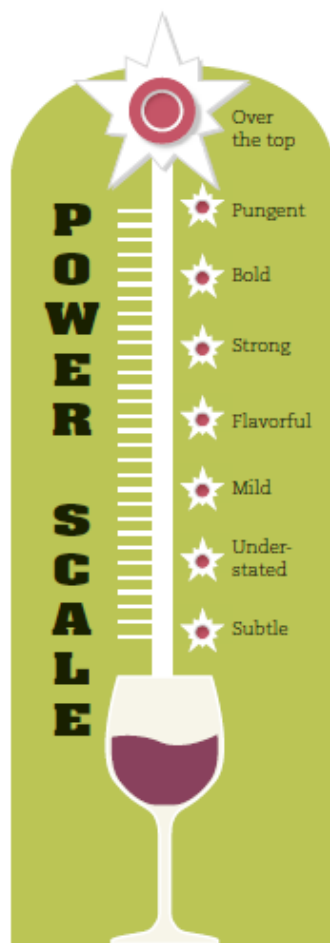 POWER SCALE
Over
the top
Pungent
Bold
Strong
Flavorful
Mild
Under-
stated
Subtle